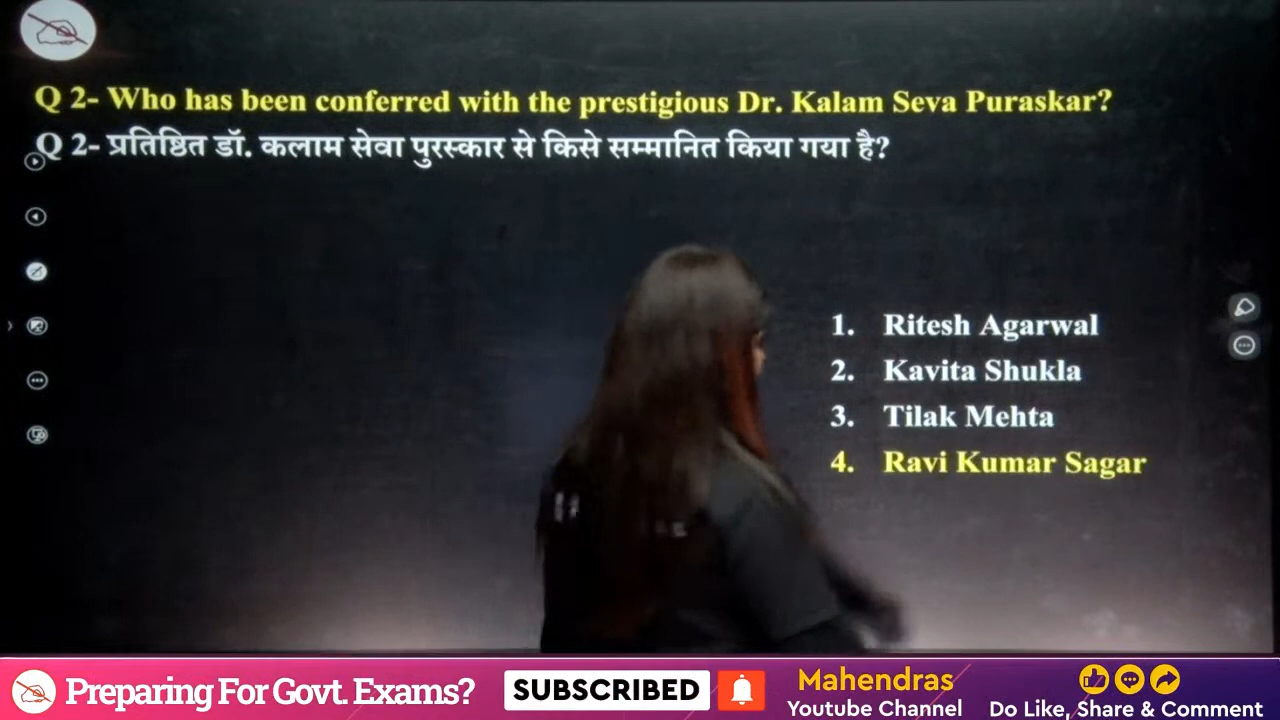 Q 2- Who has been conferred with the prestigious Dr. Kalam Seva Puraskar?
Q 2- प्रतिष्ठित डॉ. कलाम सेवा पुरस्कार से किसे सम्मानित किया गया है?
1. Ritesh Agarwal
2. Kavita Shukla
3. Tilak Mehta
4. Ravi Kumar Sagar
Preparing For Govt. Exams?
SUBSCRIBED
Mahendras
Youtube Channel
Do Like, Share & Comment